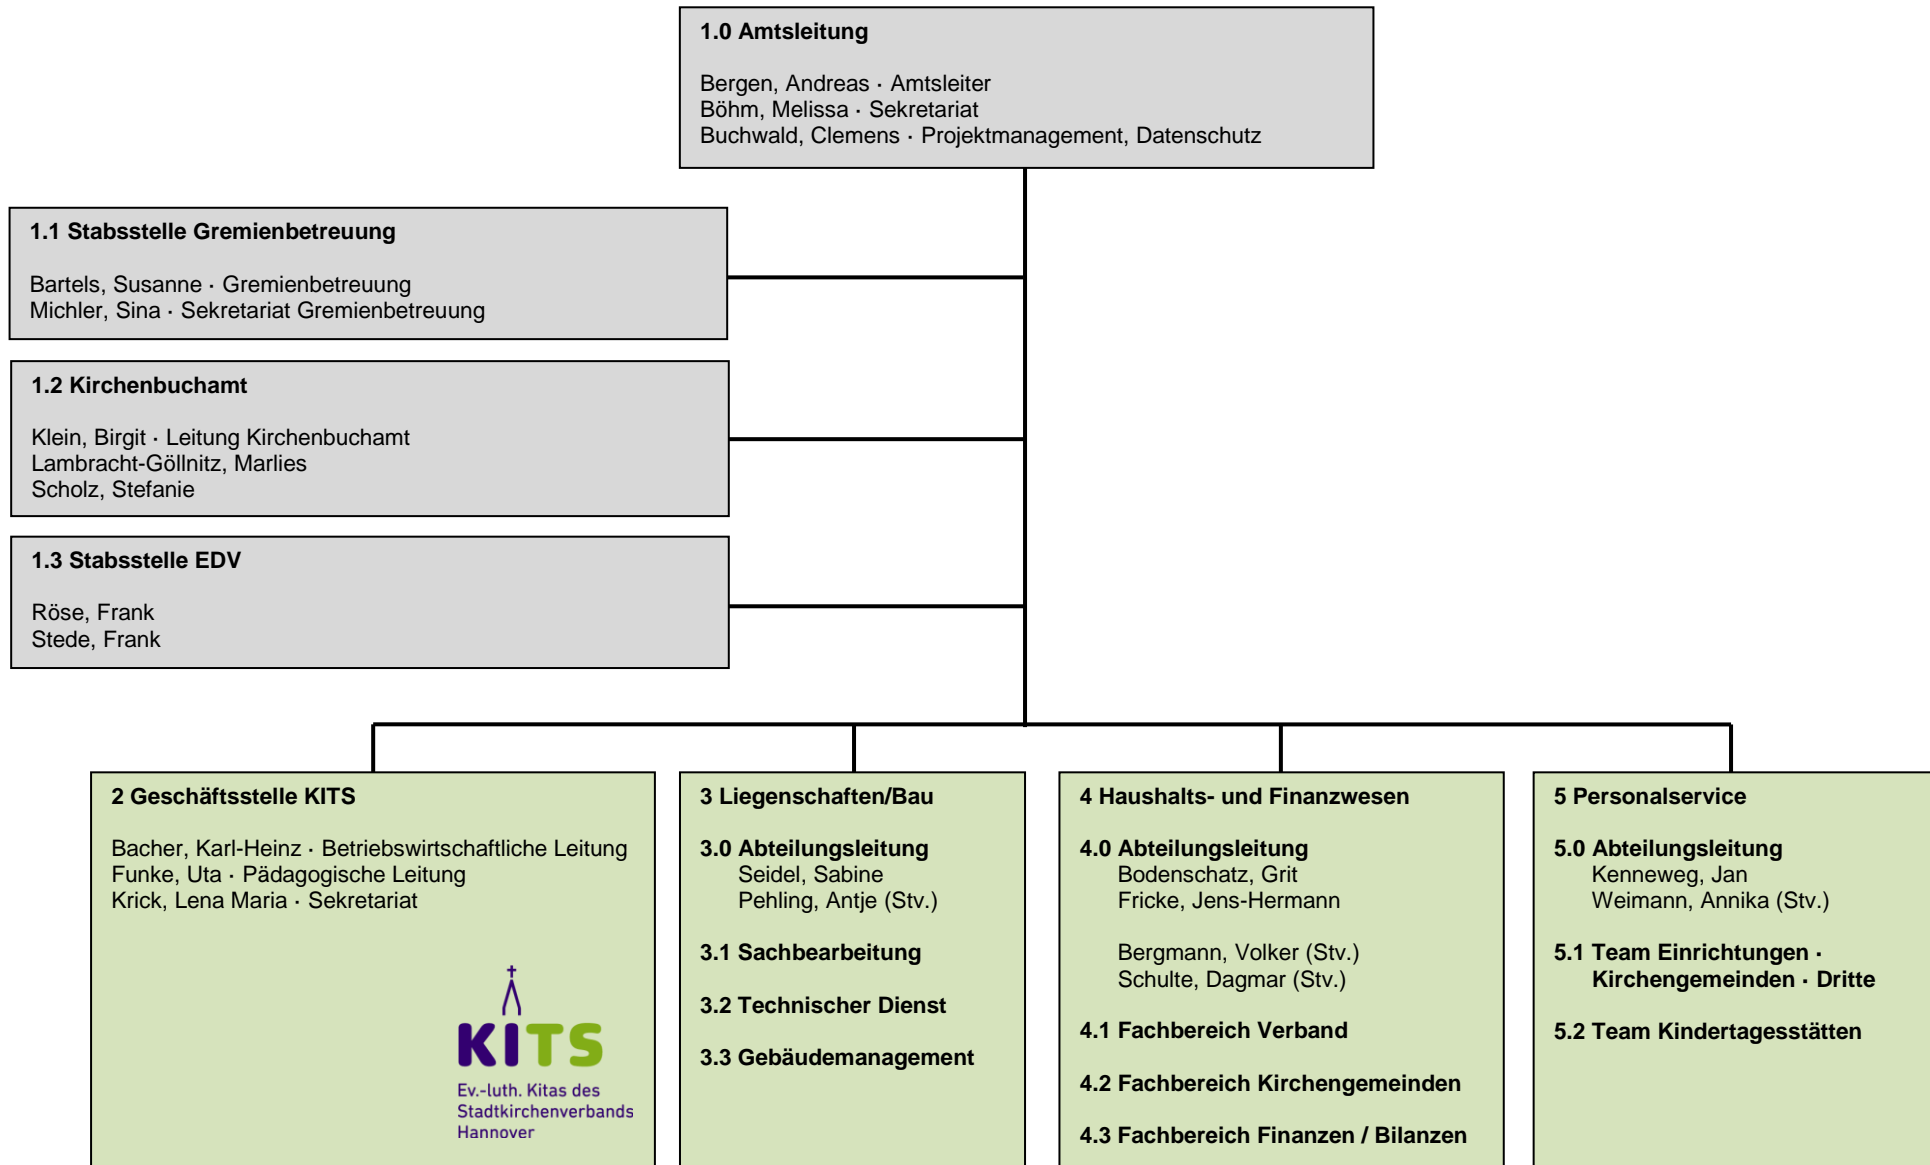 1.0 Amtsleitung
Bergen, Andreas · Amtsleiter
Böhm, Melissa · Sekretariat
Buchwald, Clemens · Projektmanagement, Datenschutz
1.1 Stabsstelle Gremienbetreuung
Bartels, Susanne · Gremienbetreuung
Michler, Sina · Sekretariat Gremienbetreuung
1.2 Kirchenbuchamt
Klein, Birgit · Leitung Kirchenbuchamt
Lambracht-Göllnitz, Marlies
Scholz, Stefanie
1.3 Stabsstelle EDV
Röse, Frank
Stede, Frank
2 Geschäftsstelle KITS
Bacher, Karl-Heinz · Betriebswirtschaftliche Leitung
Funke, Uta · Pädagogische Leitung
Krick, Lena Maria · Sekretariat
KITS
Ev.-luth. Kitas des
Stadtkirchenverbands
Hannover
3 Liegenschaften/Bau
3.0 Abteilungsleitung
Seidel, Sabine
Pehling, Antje (Stv.)
3.1 Sachbearbeitung
3.2 Technischer Dienst
3.3 Gebäudemanagement
4 Haushalts- und Finanzwesen
4.0 Abteilungsleitung
Bodenschatz, Grit
Fricke, Jens-Hermann
Bergmann, Volker (Stv.)
Schulte, Dagmar (Stv.)
4.1 Fachbereich Verband
4.2 Fachbereich Kirchengemeinden
4.3 Fachbereich Finanzen / Bilanzen
5 Personalservice
5.0 Abteilungsleitung
Kenneweg, Jan
Weimann, Annika (Stv.)
5.1 Team Einrichtungen ·
Kirchengemeinden · Dritte
5.2 Team Kindertagesstätten